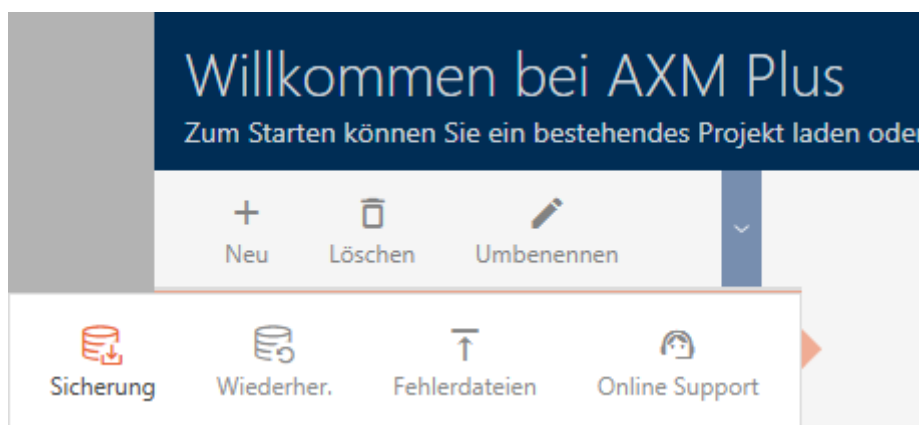 Willkommen bei AXM Plus
Zum Starten können Sie ein bestehendes Projekt laden oder
Neu Löschen Umbenennen
Sicherung Wiederher. Fehlerdateien Online Support